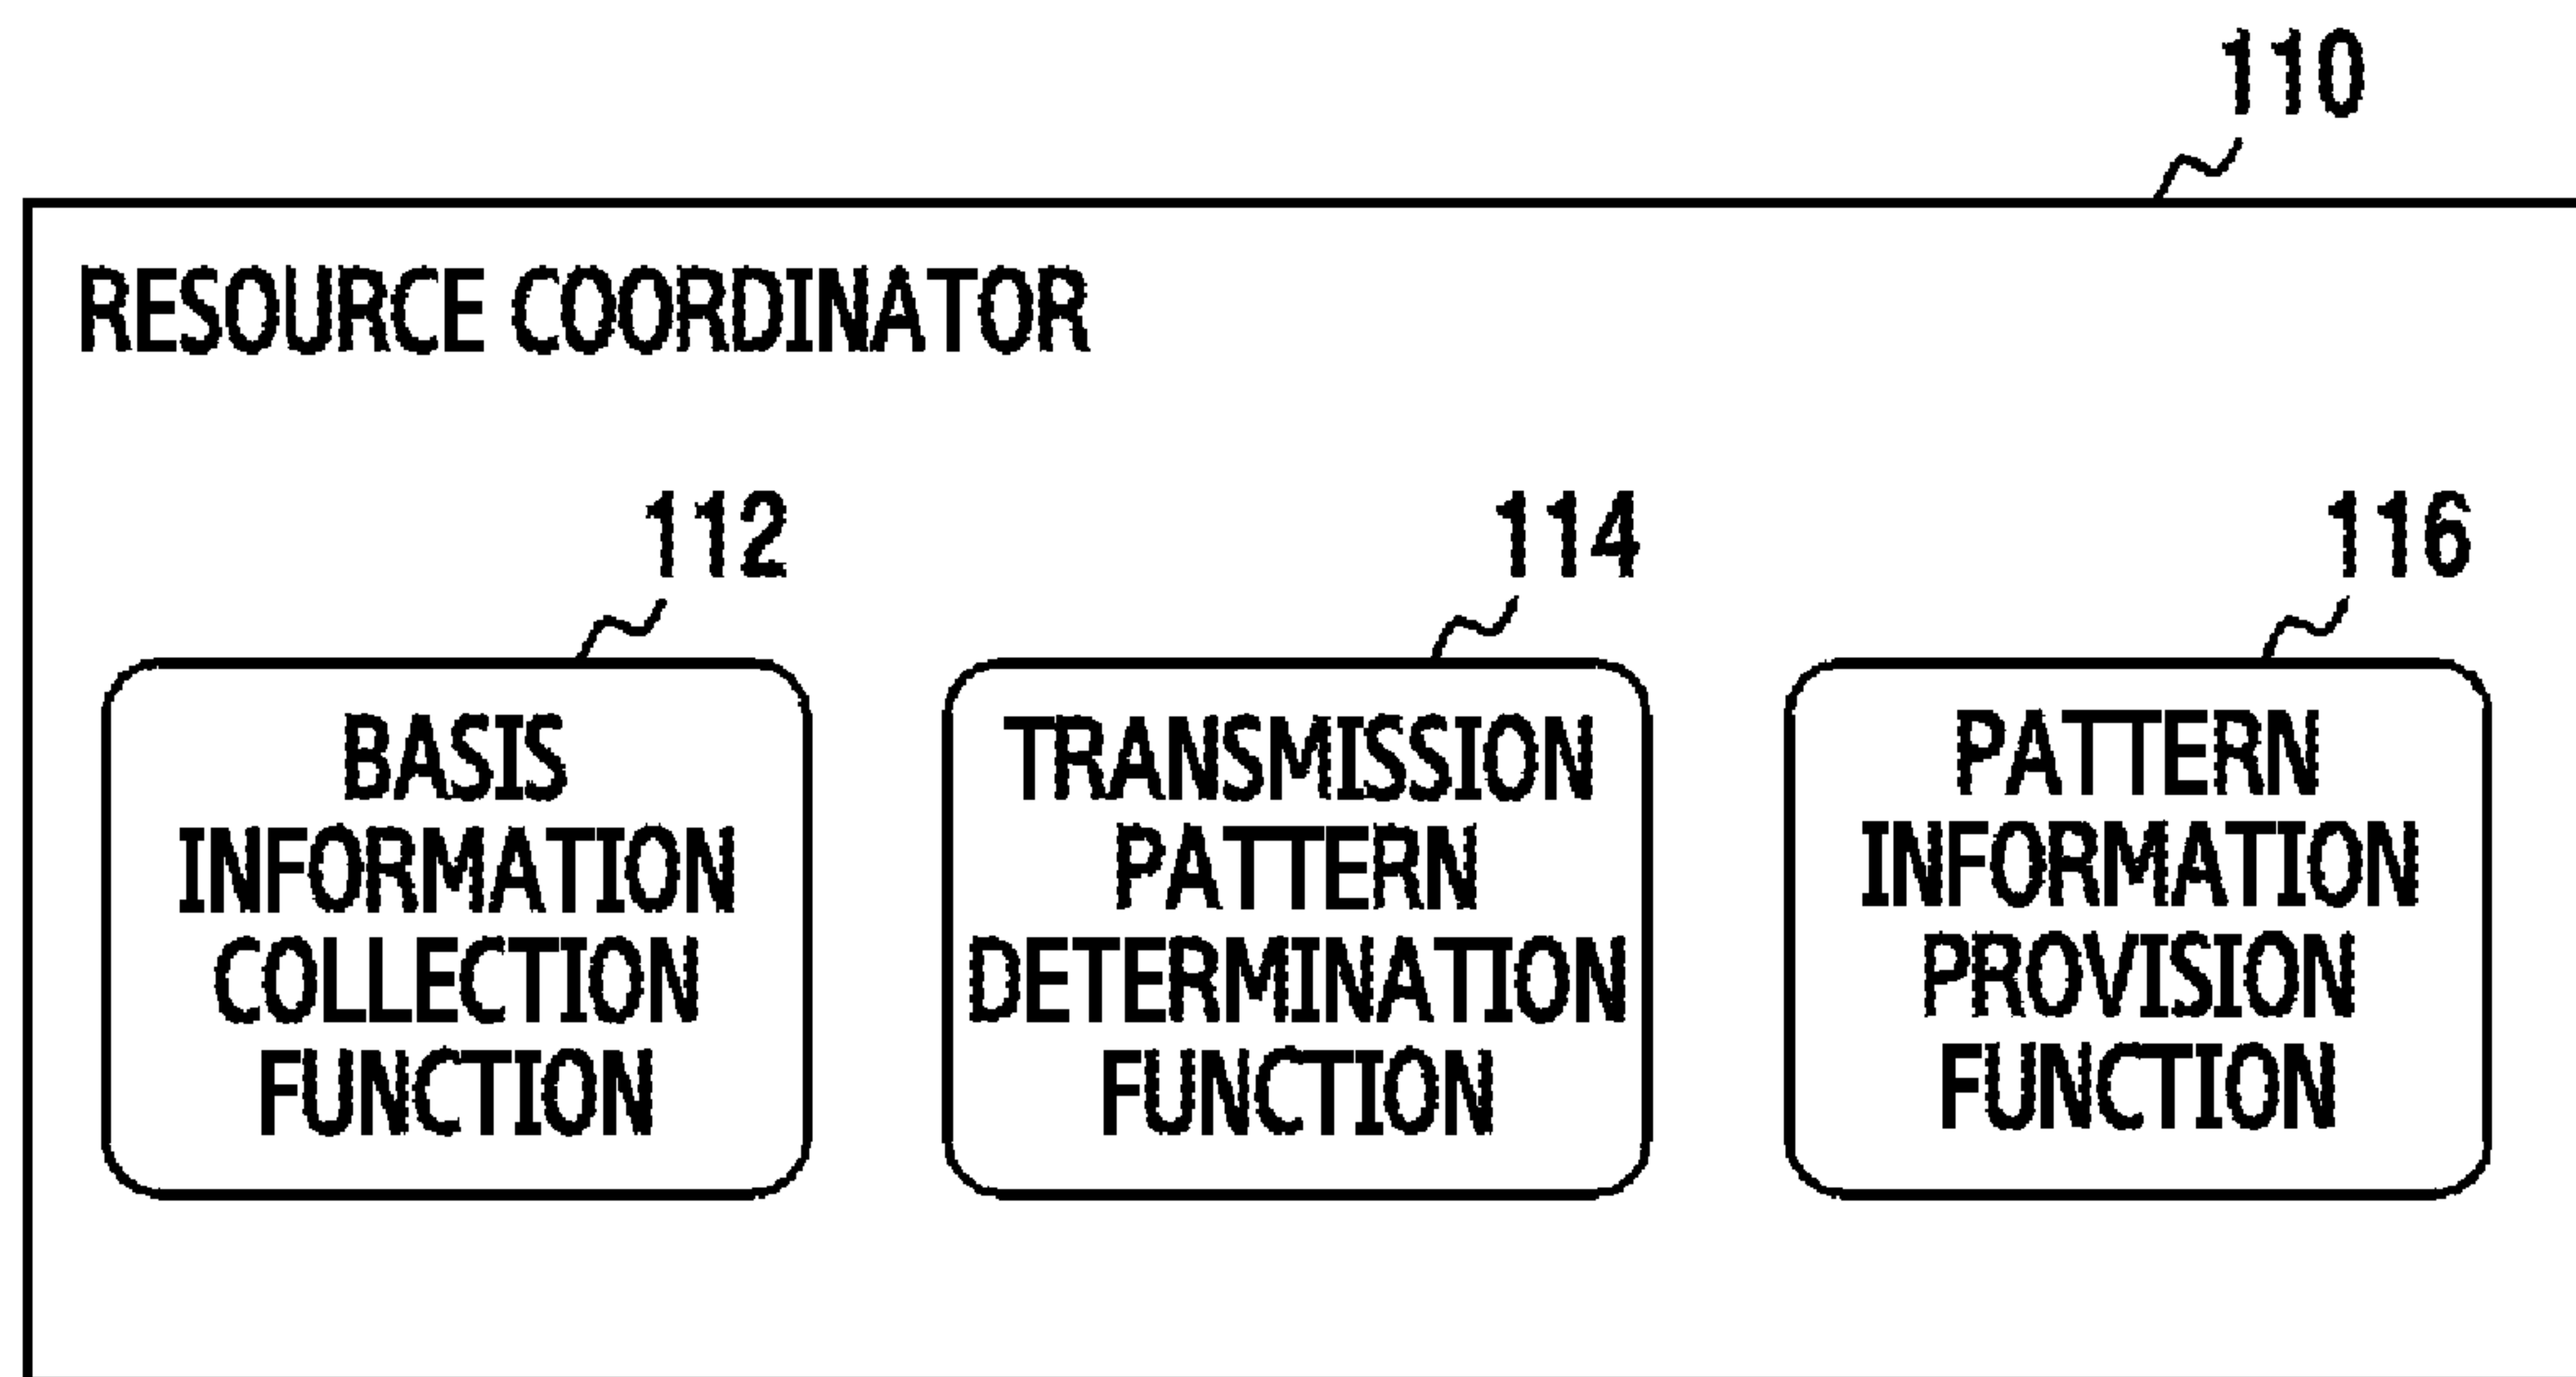 110
RESOURCE COORDINATOR
112
114
116
BASIS
INFORMATION
COLLECTION
FUNCTION
TRANSMISSION
PATTERN
DETERMINATION
FUNCTION
PATTERN
INFORMATION
PROVISION
FUNCTION